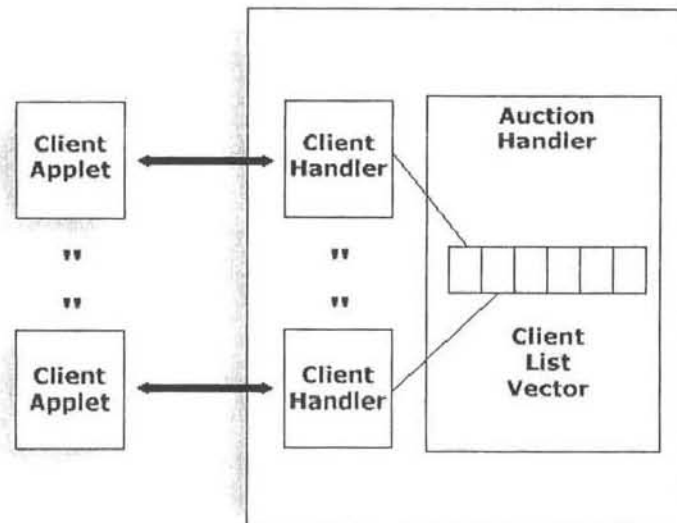 Client
Applet
Client
Handler
Auction
Handler
"
"
"
"
Client
Applet
Client
Handler
Client
List
Vector